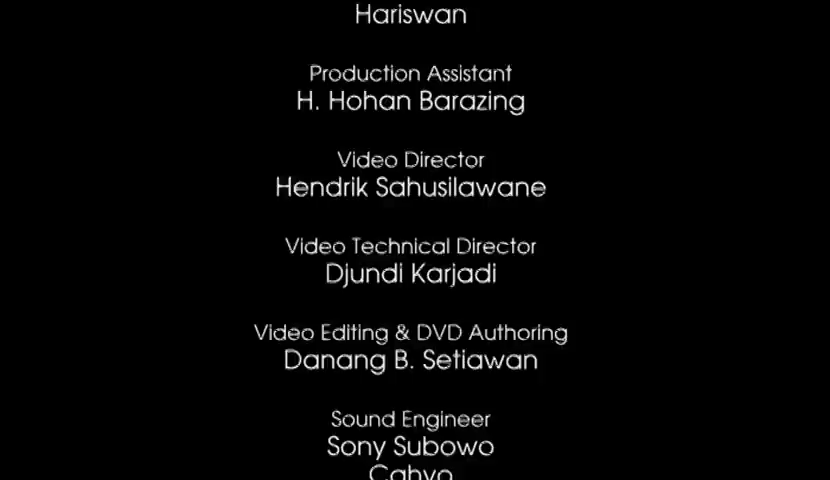 Hariswan
Production Assistant
H. Hohan Barazing
Video Director
Hendrik Sahusilawane
Video Technical Director
Djundi Karjadi
Video Editing & DVD Authoring
Danang B. Setiawan
Sound Engineer
Sony Subowo
Cahyo